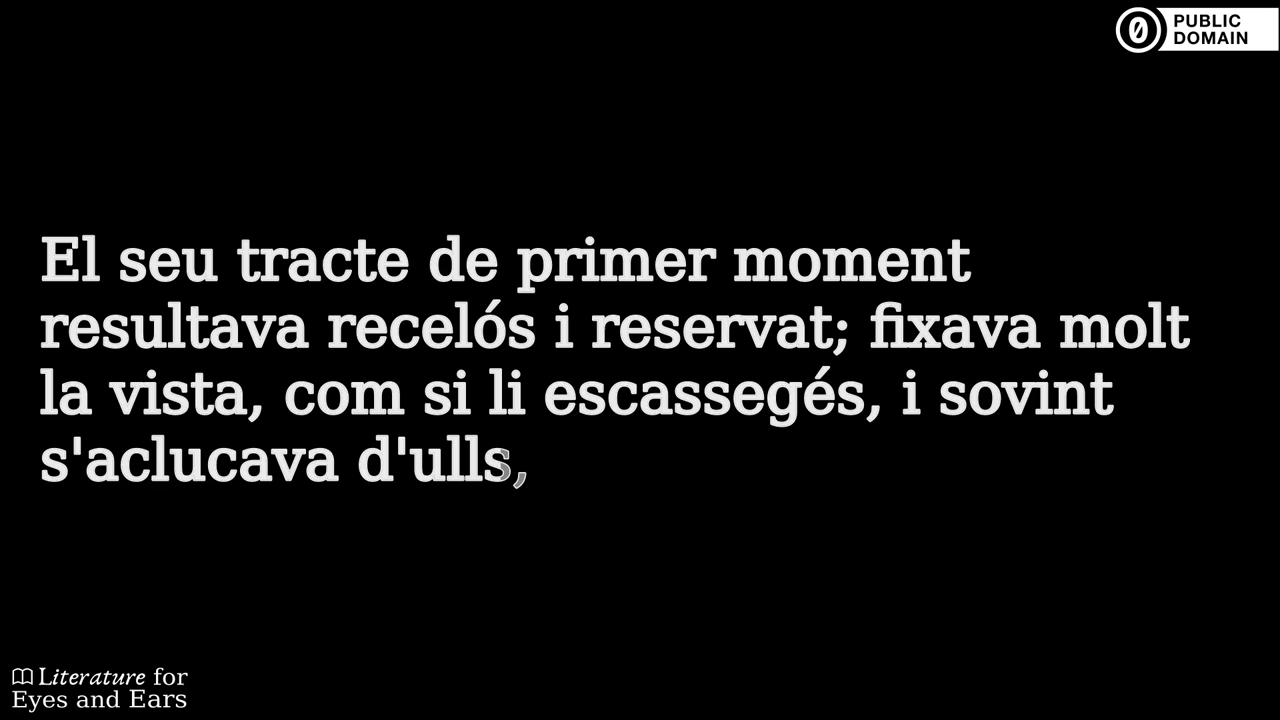 PUBLIC
DOMAIN
El seu tracte de primer moment
resultava recelós i reservat; fixava molt
la vista, com si li escassegés, i sovint
s'aclucava d'ulls,
Literature for
Eyes and Ears